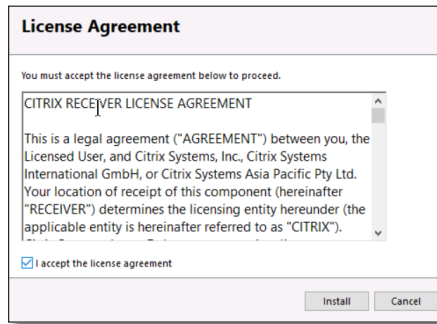 License Agreement
You must accept the license agreement below to proceed.
CITRIX RECEIVER LICENSE AGREEMENT
This is a legal agreement ("AGREEMENT") between you, the
Licensed User, and Citrix Systems, Inc., Citrix Systems
International GmbH, or Citrix Systems Asia Pacific Pty Ltd.
Your location of receipt of this component (hereinafter
"RECEIVER") determines the licensing entity hereunder (the
applicable entity is hereinafter referred to as "CITRIX").
I accept the license agreement
Install
Cancel